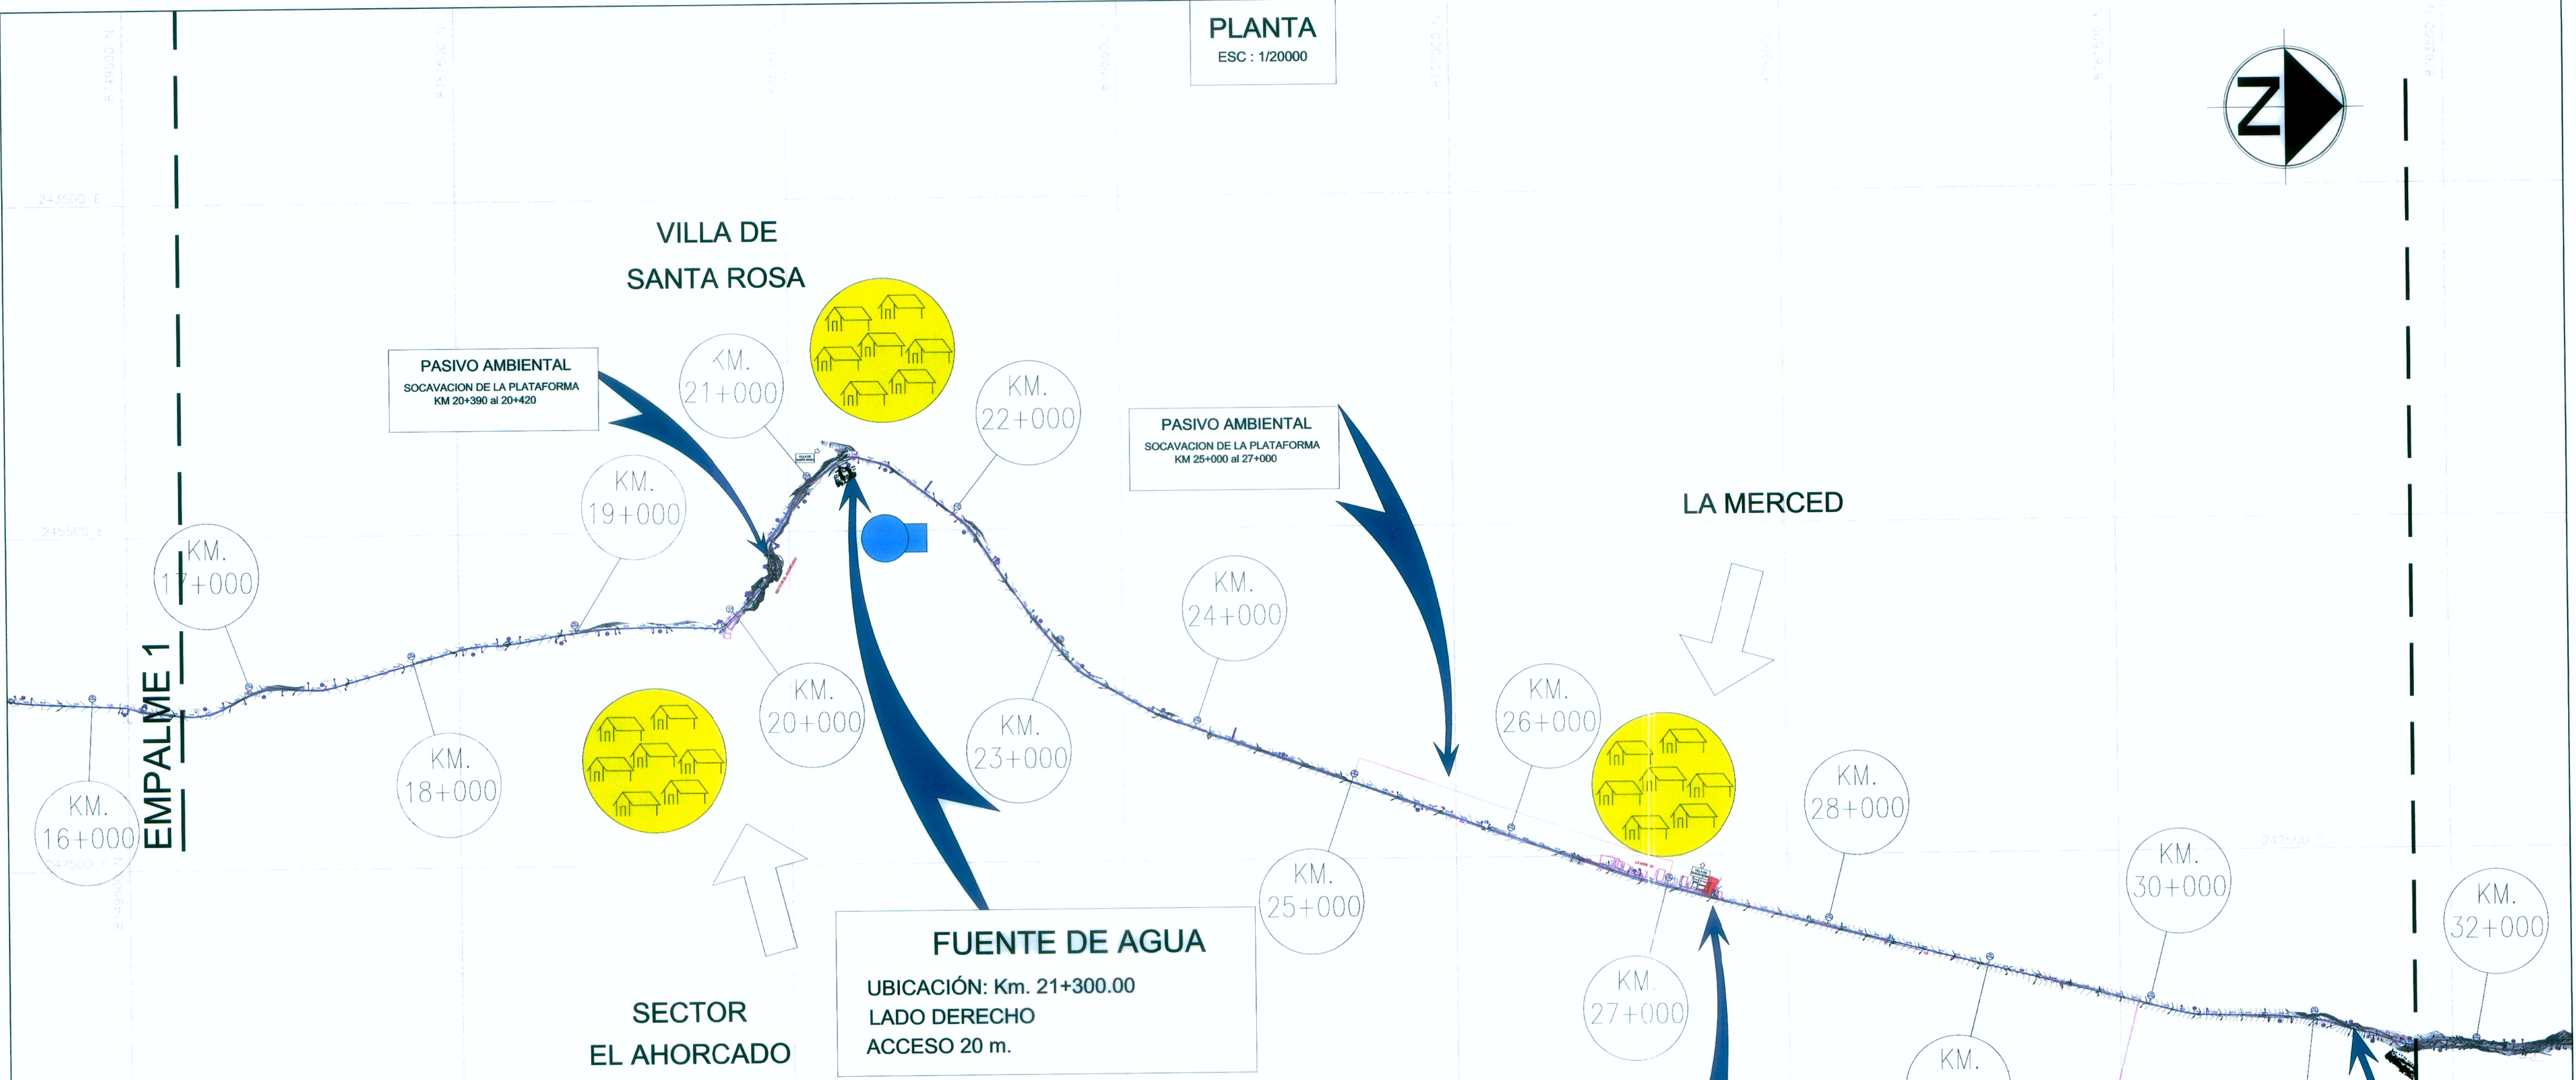 PLANTA
ESC : 1/20000
N
243500 E
VILLA DE
SANTA ROSA
PASIVO AMBIENTAL
SOCAVACION DE LA PLATAFORMA
KM 20+390 al 20+420
KM.
21+000
KM.
22+000
PASIVO AMBIENTAL
SOCAVACION DE LA PLATAFORMA
KM 25+000 al 27+000
LA MERCED
KM.
19+000
245500 E
KM.
17+000
KM.
24+000
EMPALME 1
KM.
20+000
KM.
23+000
KM.
26+000
KM.
18+000
KM.
16+000
KM.
28+000
247500 E
247500 E
KM.
25+000
KM.
30+000
KM.
32+000
KM.
27+000
FUENTE DE AGUA
UBICACIÓN: Km. 21+300.00
LADO DERECHO
ACCESO 20 m.
SECTOR
EL AHORCADO
KM.